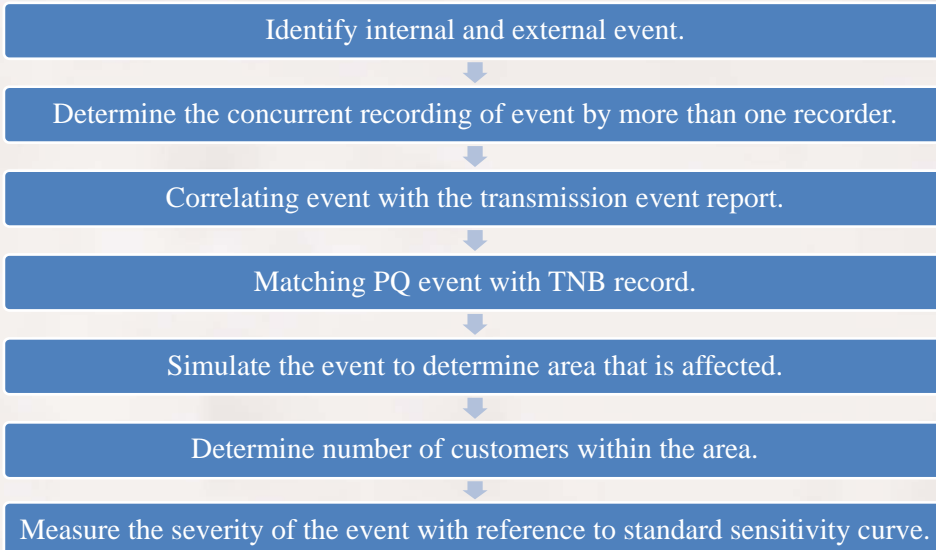 Identify internal and external event.
Determine the concurrent recording of event by more than one recorder.
Correlating event with the transmission event report.
Matching PQ event with TNB record.
Simulate the event to determine area that is affected.
Determine number of customers within the area.
Measure the severity of the event with reference to standard sensitivity curve.